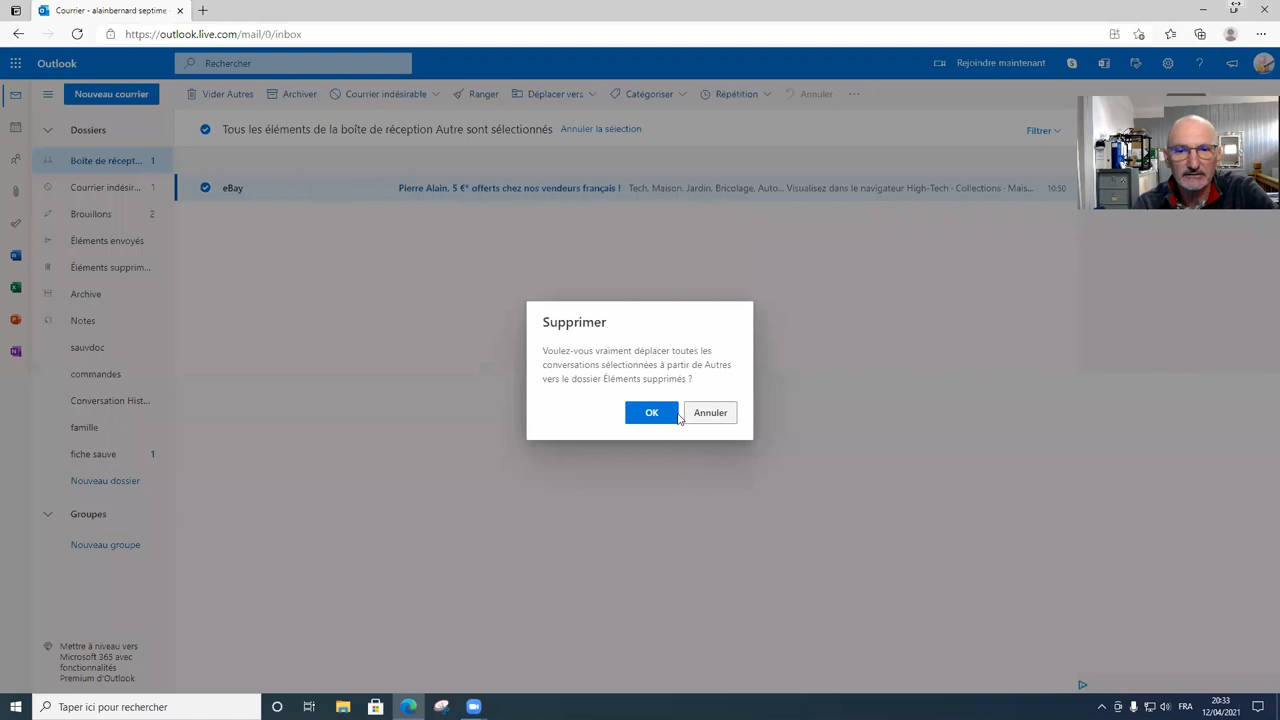 Courrier - alainbernard septime
https://outlook.live.com/mail/0/inbox
Outlook
Rechercher
Rejoindre maintenant
Nouveau courrier
Vider Autres
Archiver
Courrier indésirable
Ranger
Déplacer vers
Catégoriser
Répétition
Annuler
Dossiers
Tous les éléments de la boîte de réception Autre sont sélectionnés
Annuler la sélection
Filtrer
Boîte de récept... 1
eBay
Pierre Alain, 5 €* offerts chez nos vendeurs français !
Tech, Maison, Jardin, Bricolage, Auto... Visualisez dans le navigateur High-Tech · Collections · Mais...
10:50
Courrier indésir... 1
Brouillons 2
Éléments envoyés
Éléments supprim...
Archive
Notes
sauvdoc
commandes
Conversation Hist...
famille
fiche sauve 1
Nouveau dossier
Groupes
Nouveau groupe
Supprimer
Voulez-vous vraiment déplacer toutes les
conversations sélectionnées à partir de Autres
vers le dossier Éléments supprimés ?
OK
Annuler
Mettre à niveau vers
Microsoft 365 avec
fonctionnalités
Premium d'Outlook
Taper ici pour rechercher
FRA
20:33
12/04/2021